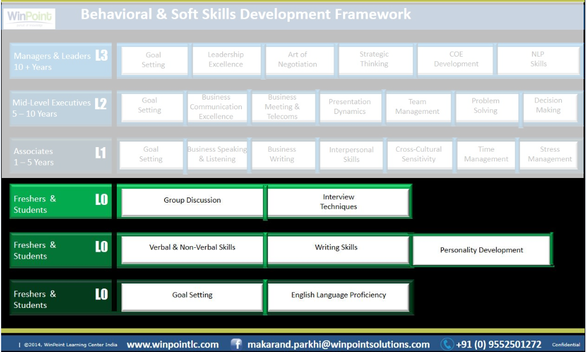 WinPoint
Behavioral & Soft Skills Development Framework
Managers & Leaders L3
10 + Years
Goal
Setting
Leadership
Excellence
Art of
Negotiation
Strategic
Thinking
COE
Development
NLP
Skills
Mid-Level Executives L2
5 – 10 Years
Goal
Setting
Business
Communication
Excellence
Business
Meeting &
Telecoms
Presentation
Dynamics
Team
Management
Problem
Solving
Decision
Making
Associates L1
1 – 5 Years
Goal
Setting
Business Speaking
& Listening
Business
Writing
Interpersonal
Skills
Cross-Cultural
Sensitivity
Time
Management
Stress
Management
Freshers & L0
Students
Group Discussion
Interview
Techniques
Freshers & L0
Students
Verbal & Non-Verbal Skills
Writing Skills
Personality Development
Freshers & L0
Students
Goal Setting
English Language Proficiency
| ©2014, WinPoint Learning Center India www.winpointlc.com makarand.parkhi@winpointsolutions.com +91 (0) 9552501272 Confidential